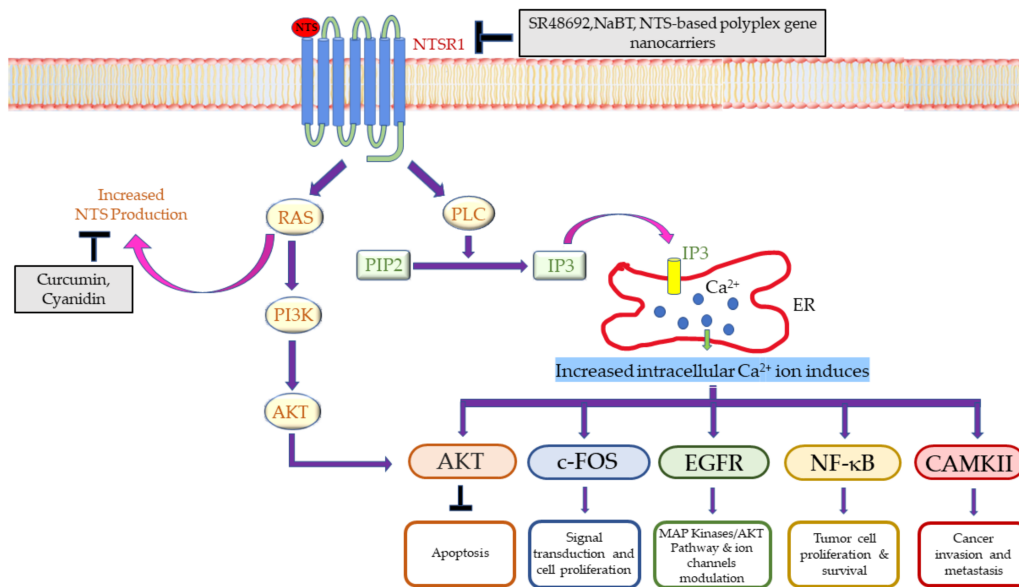 SR48692,NaBT, NTS-based polyplex gene
nanocarriers
NTS
NTSR1
Increased
NTS Production
RAS
PLC
Curcumin,
Cyanidin
PIP2
IP3
IP3
Ca²⁺
ER
PI3K
Increased intracellular Ca²⁺ ion induces
AKT
AKT
c-FOS
EGFR
NF-κB
CAMKII
Apoptosis
Signal
transduction and
cell proliferation
MAP Kinases/AKT
Pathway & ion
channels
modulation
Tumor cell
proliferation &
survival
Cancer
invasion and
metastasis